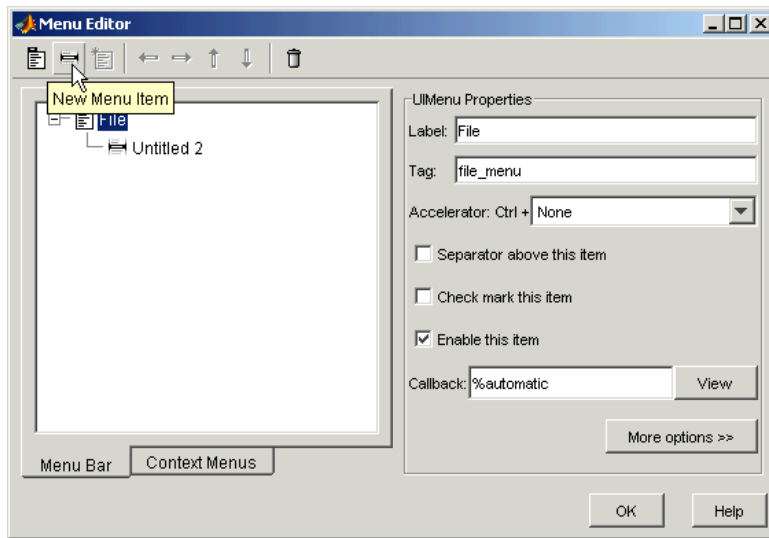 Menu Editor
New Menu Item
File
Untitled 2
Menu Bar
Context Menus
UIMenu Properties
Label: File
Tag: file_menu
Accelerator: Ctrl + None
Separator above this item
Check mark this item
Enable this item
Callback: %automatic View
More options >>
OK Help